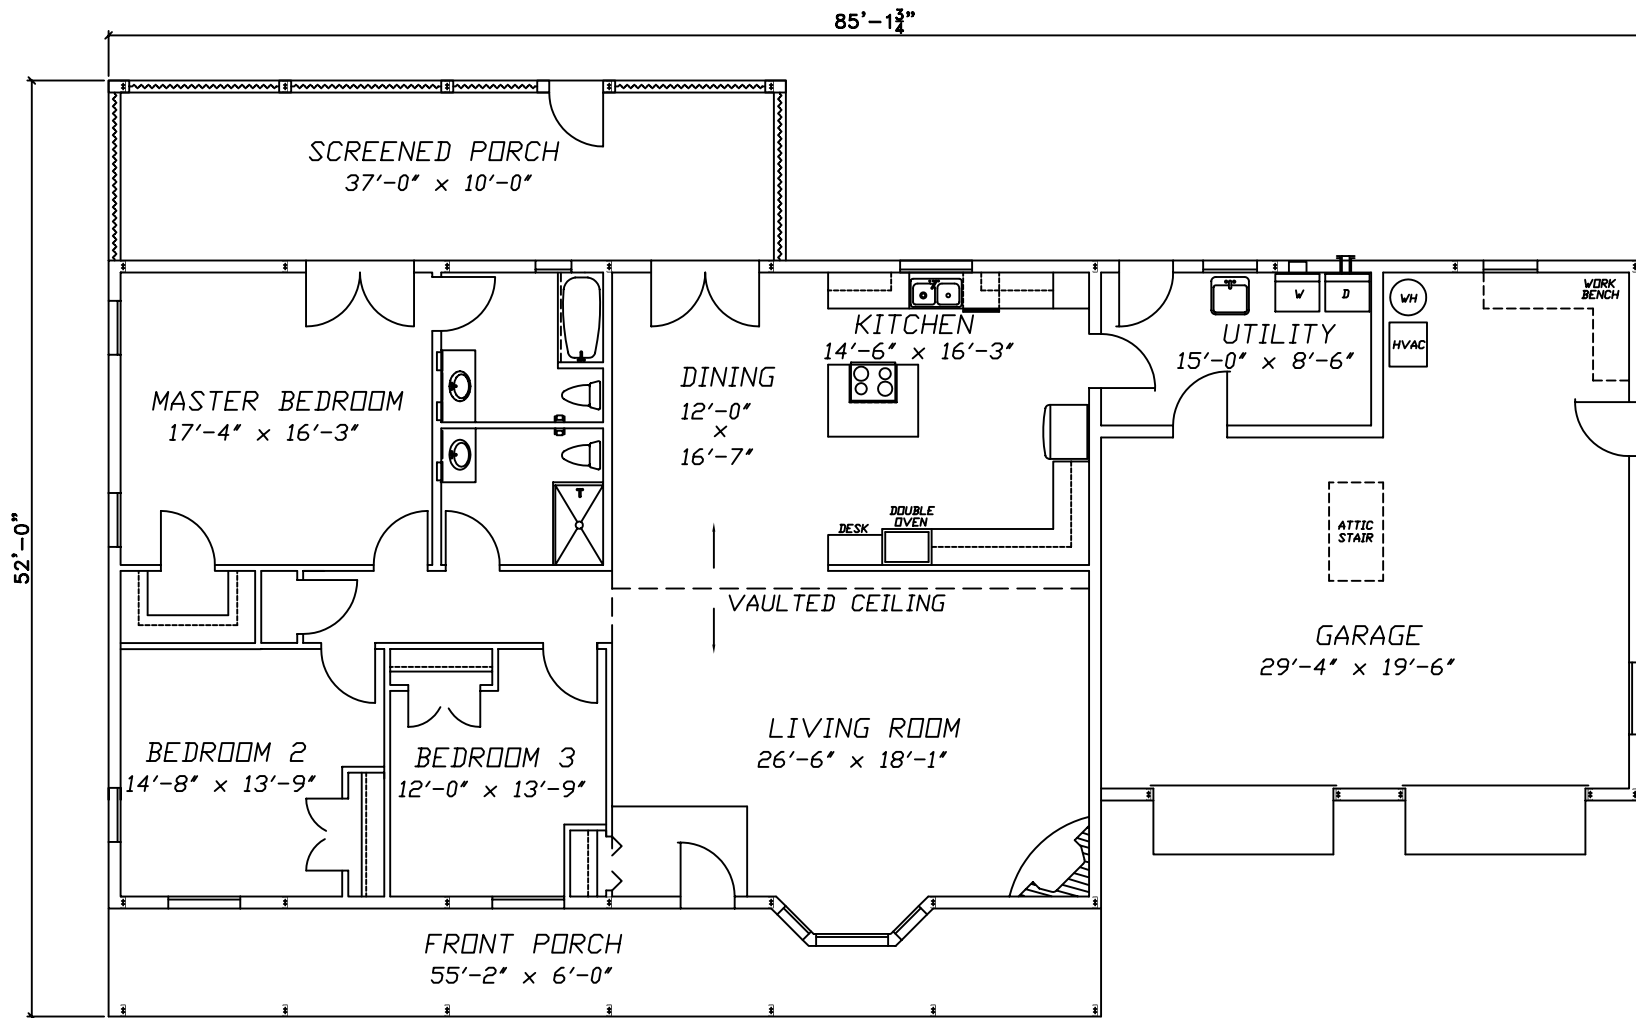 85'-1 3/4"
SCREENED PORCH
37'-0" x 10'-0"
52'-0"
MASTER BEDROOM
17'-4" x 16'-3"
DINING
12'-0"
x
16'-7"
KITCHEN
14'-6" x 16'-3"
UTILITY
15'-0" x 8'-6"
W
D
WH
HVAC
WORK
BENCH
DESK
DOUBLE
OVEN
ATTIC
STAIR
VAULTED CEILING
GARAGE
29'-4" x 19'-6"
BEDROOM 2
14'-8" x 13'-9"
BEDROOM 3
12'-0" x 13'-9"
LIVING ROOM
26'-6" x 18'-1"
FRONT PORCH
55'-2" x 6'-0"